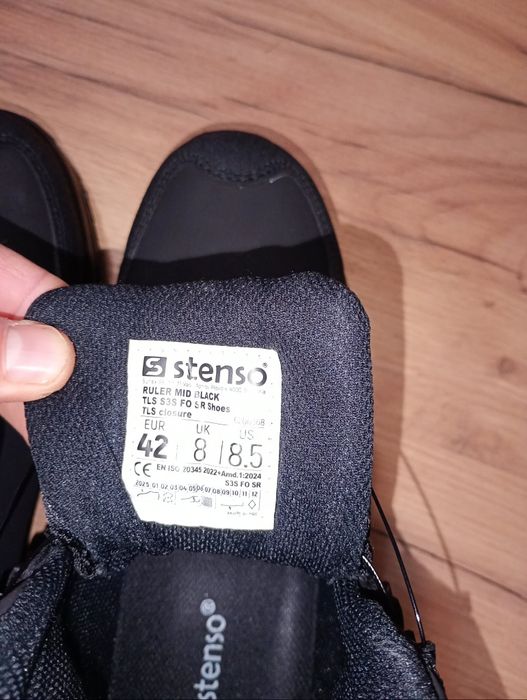 S stenso®
RULER MID BLACK
TLS S3S FO SR Shoes
TLS closure
EUR UK US
42 8 8.5
CE EN ISO 20345:2022+Amd.1:2024
S3S FO SR
2025 01 02 03 04 05 06 07 08 09 10 11 12
stenso®